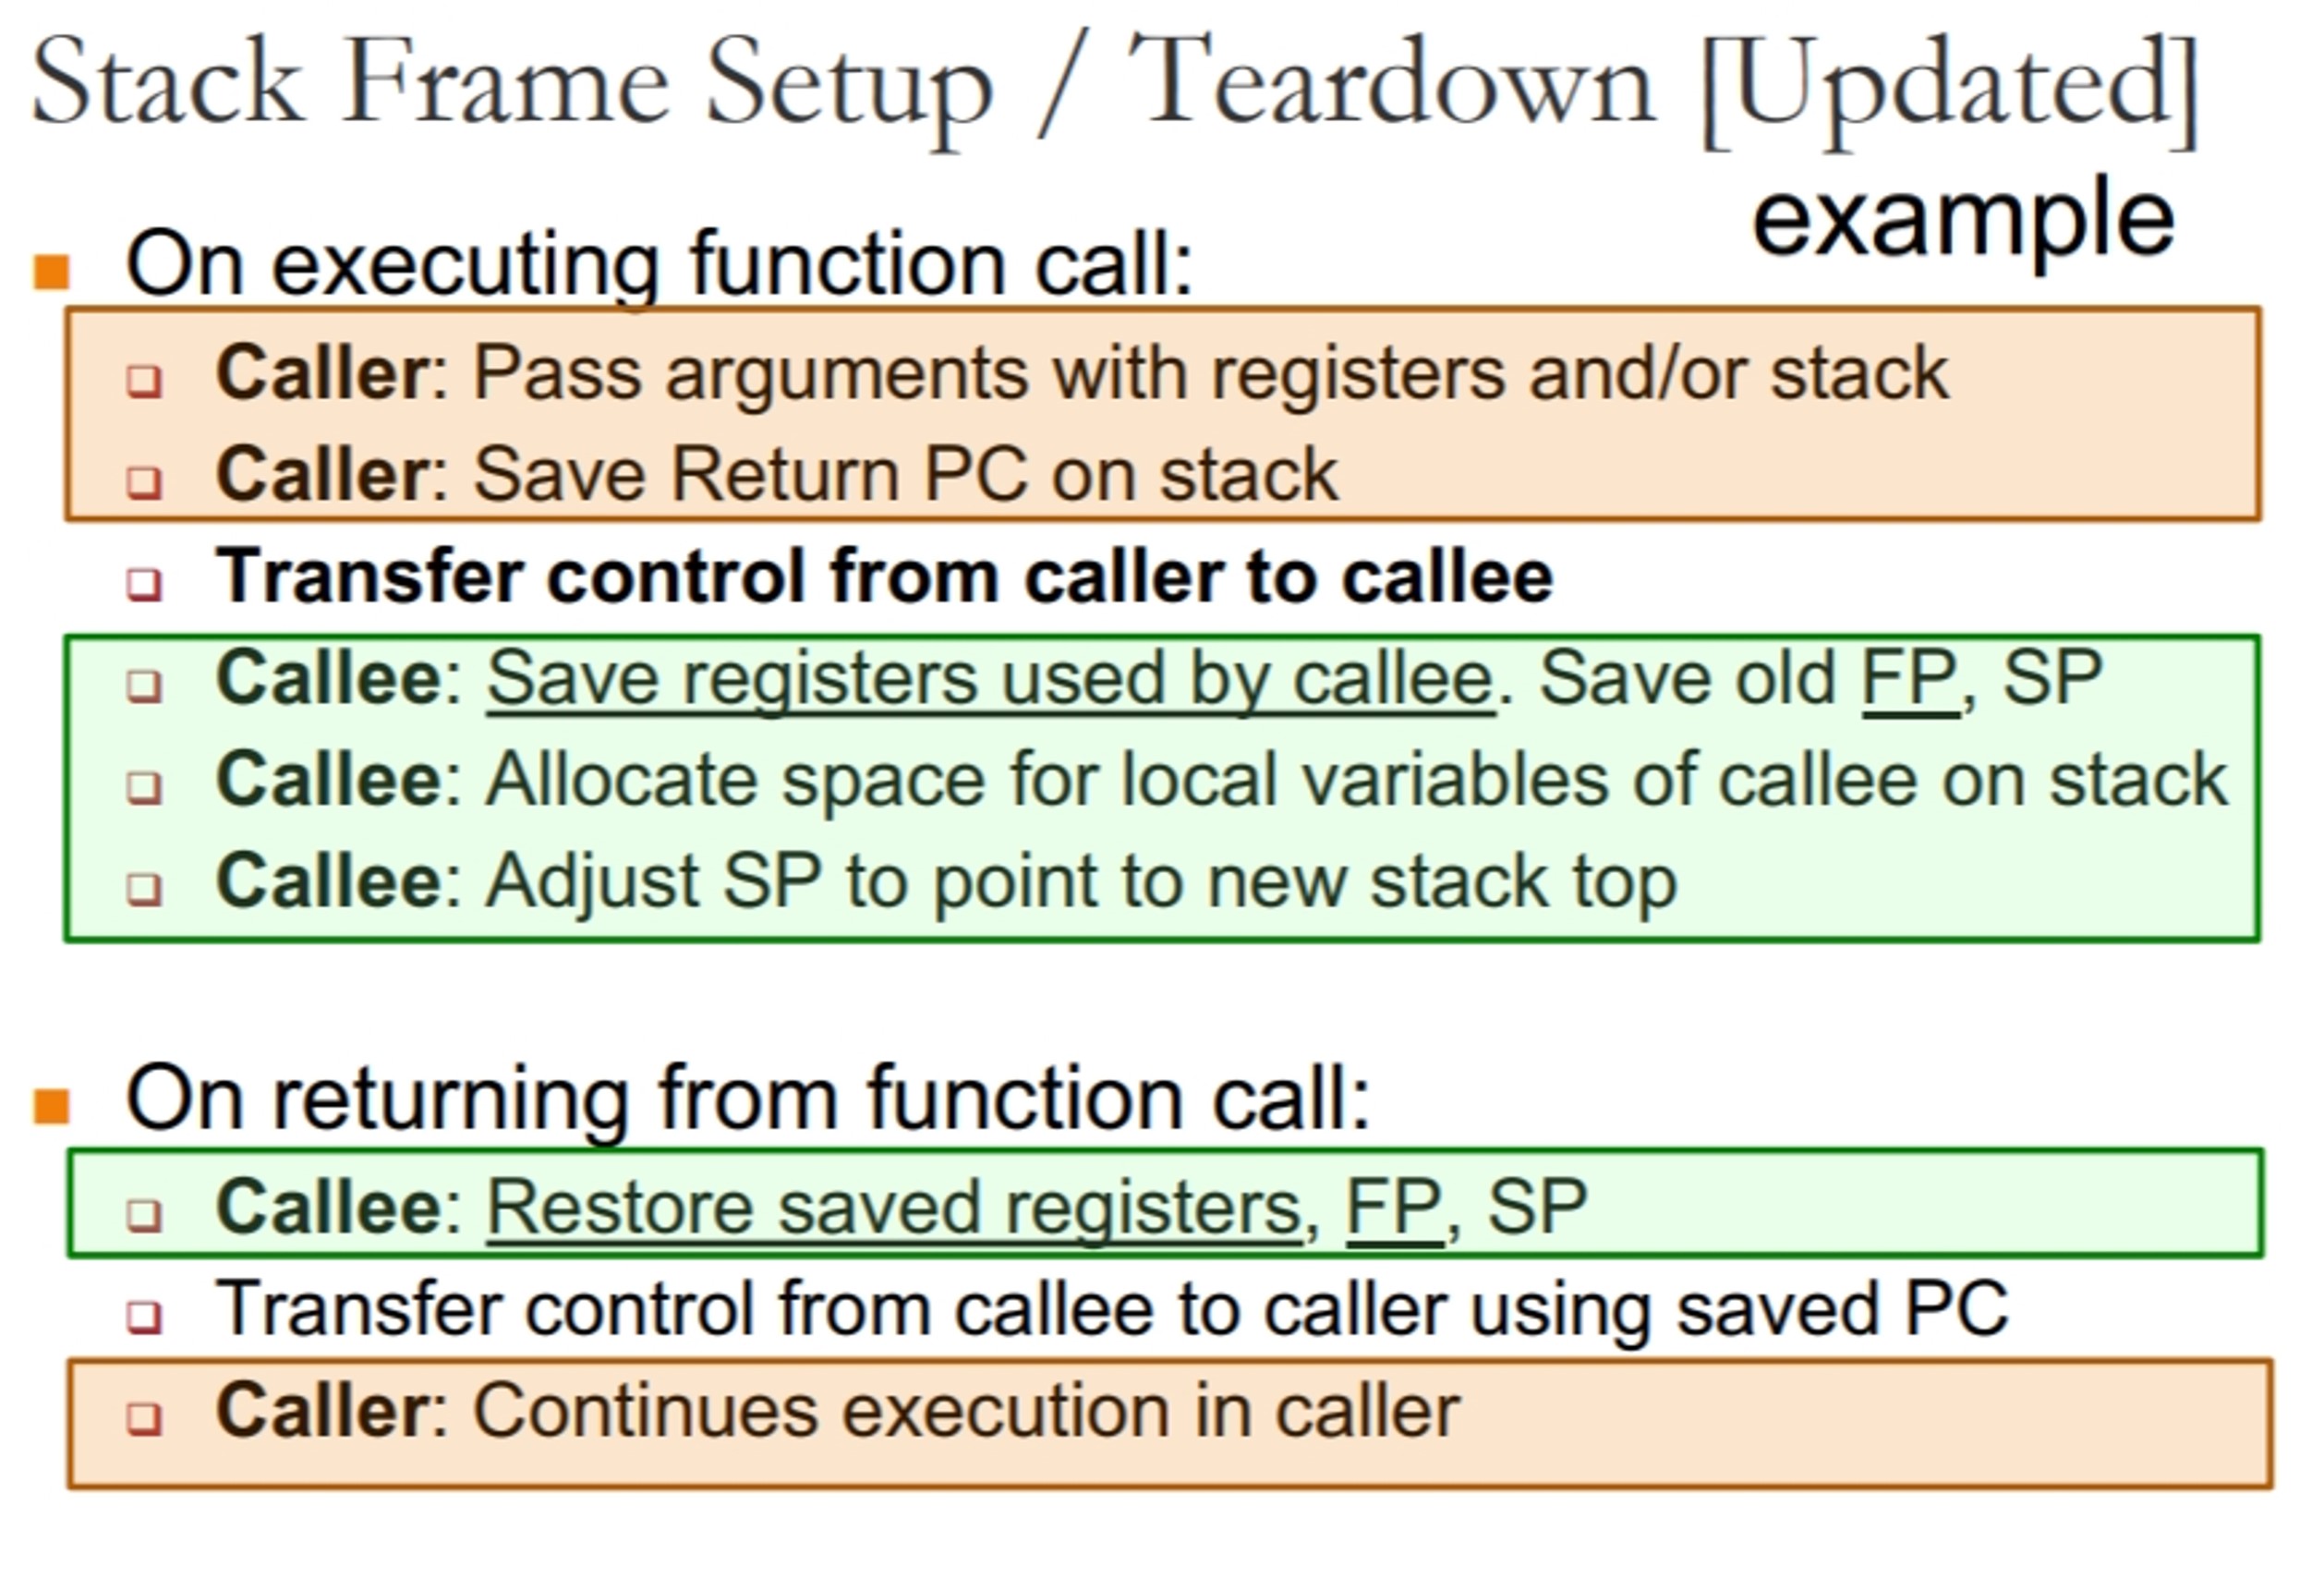 Stack Frame Setup / Teardown [Updated]
example
On executing function call:
Caller: Pass arguments with registers and/or stack
Caller: Save Return PC on stack
Transfer control from caller to callee
Callee: Save registers used by callee. Save old FP, SP
Callee: Allocate space for local variables of callee on stack
Callee: Adjust SP to point to new stack top
On returning from function call:
Callee: Restore saved registers, FP, SP
Transfer control from callee to caller using saved PC
Caller: Continues execution in caller